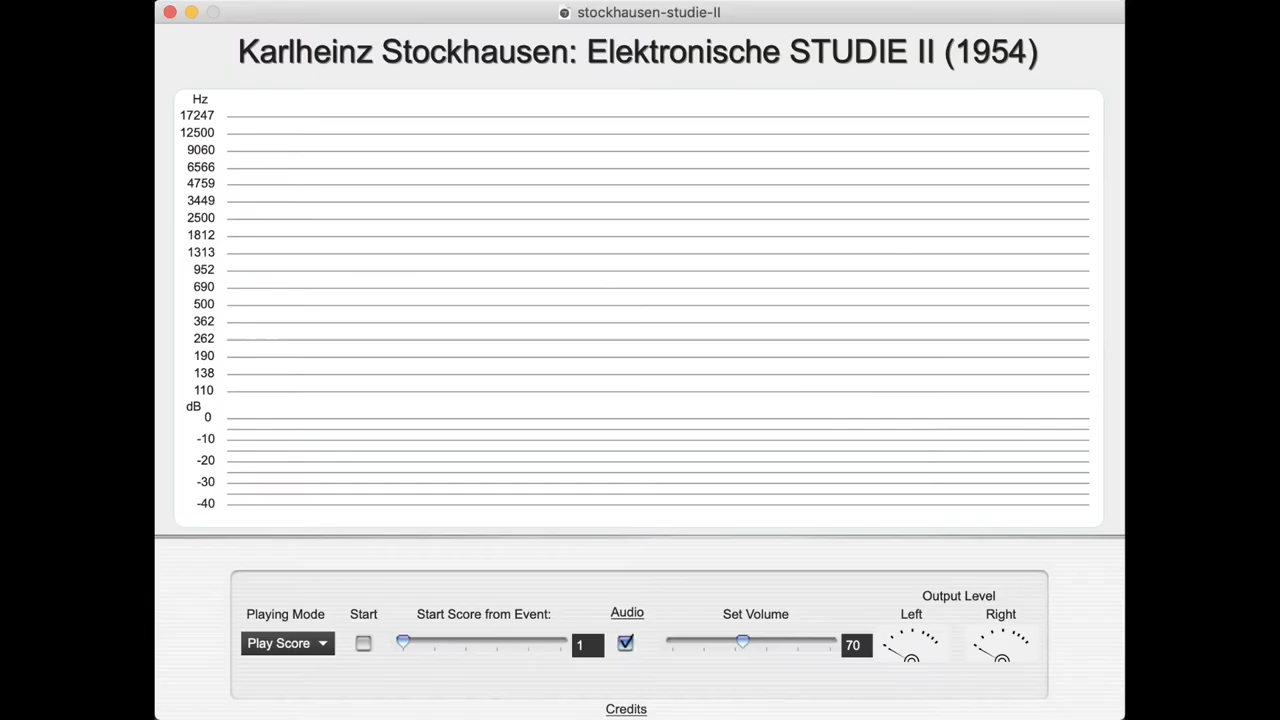 stockhausen-studie-II
Karlheinz Stockhausen: Elektronische STUDIE II (1954)
Hz
17247
12500
9060
6566
4759
3449
2500
1812
1313
952
690
500
362
262
190
138
110
dB
0
-10
-20
-30
-40
Output Level
Playing Mode Start Start Score from Event: Audio Set Volume Left Right
Play Score 1 70
Credits